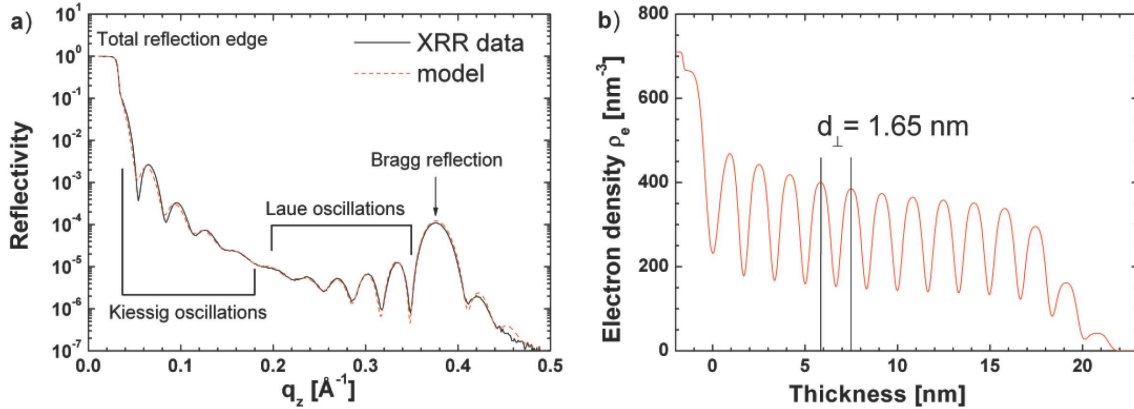 a)
Total reflection edge
XRR data
model
Bragg reflection
Laue oscillations
Kiessig oscillations
Reflectivity
10⁰
10⁻¹
10⁻²
10⁻³
10⁻⁴
10⁻⁵
10⁻⁶
10⁻⁷
0.0 0.1 0.2 0.3 0.4 0.5
q_z [Å⁻¹]
b)
d⊥= 1.65 nm
Electron density ρ_e [nm⁻³]
800
600
400
200
0
0 5 10 15 20
Thickness [nm]